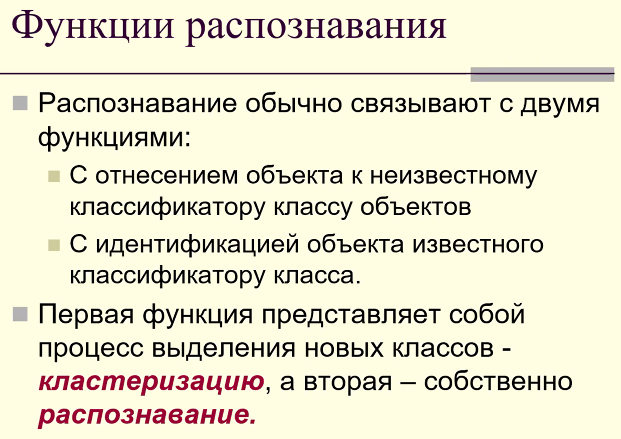 Функции распознавания
Распознавание обычно связывают с двумя
функциями:
С отнесением объекта к неизвестному
классификатору классу объектов
С идентификацией объекта известного
классификатору класса.
Первая функция представляет собой
процесс выделения новых классов -
кластеризацию, а вторая – собственно
распознавание.